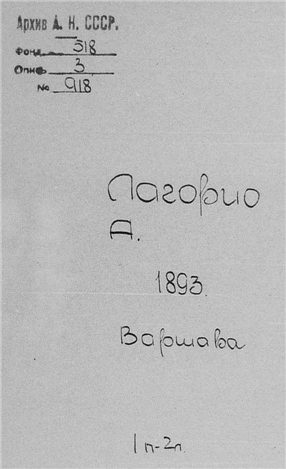 Архив А. Н. СССР.
Фонд 518
Опись 3
№ 918
Лагорио
А.
1893.
Варшава
1 п-2л.